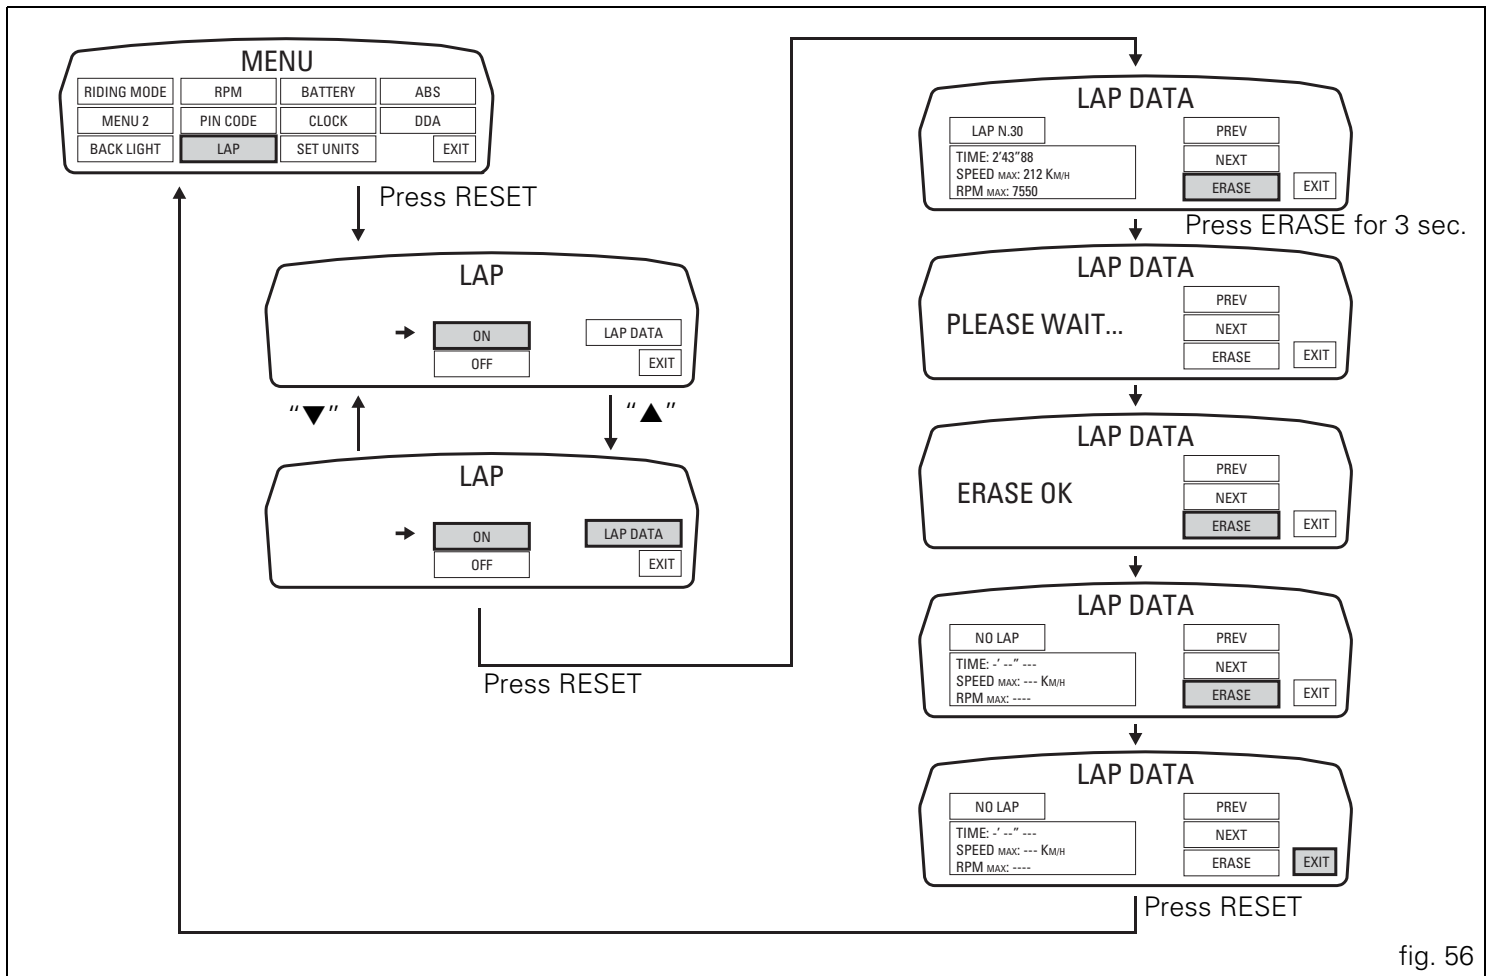 MENU
RIDING MODE RPM BATTERY ABS
MENU 2 PIN CODE CLOCK DDA
BACK LIGHT LAP SET UNITS EXIT
Press RESET
LAP
ON LAP DATA
OFF EXIT
“▼” “▲”
LAP
ON LAP DATA
OFF EXIT
Press RESET
LAP DATA
LAP N.30 PREV
TIME: 2'43"88 NEXT
SPEED MAX: 212 KM/H
RPM MAX: 7550 ERASE EXIT
Press ERASE for 3 sec.
LAP DATA
PREV
PLEASE WAIT... NEXT
ERASE EXIT
LAP DATA
PREV
ERASE OK NEXT
ERASE EXIT
LAP DATA
NO LAP PREV
TIME: -' --" --- NEXT
SPEED MAX: --- KM/H
RPM MAX: ---- ERASE EXIT
LAP DATA
NO LAP PREV
TIME: -' --" --- NEXT
SPEED MAX: --- KM/H
RPM MAX: ---- ERASE EXIT
Press RESET
fig. 56